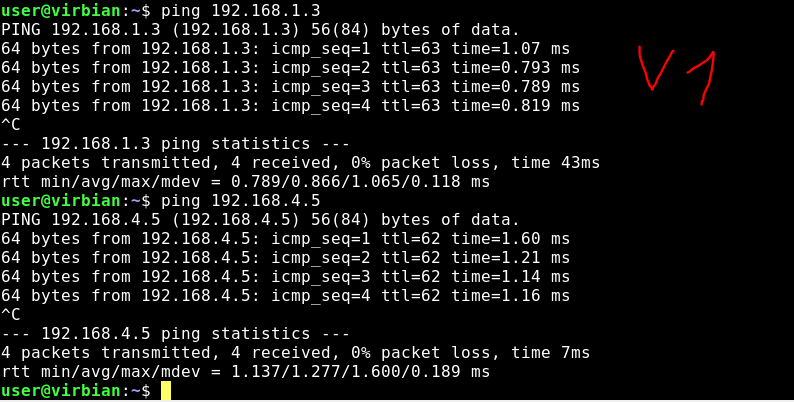 user@virbian:~$ ping 192.168.1.3
PING 192.168.1.3 (192.168.1.3) 56(84) bytes of data.
64 bytes from 192.168.1.3: icmp_seq=1 ttl=63 time=1.07 ms
64 bytes from 192.168.1.3: icmp_seq=2 ttl=63 time=0.793 ms
64 bytes from 192.168.1.3: icmp_seq=3 ttl=63 time=0.789 ms
64 bytes from 192.168.1.3: icmp_seq=4 ttl=63 time=0.819 ms
V1
^C
--- 192.168.1.3 ping statistics ---
4 packets transmitted, 4 received, 0% packet loss, time 43ms
rtt min/avg/max/mdev = 0.789/0.866/1.065/0.118 ms
user@virbian:~$ ping 192.168.4.5
PING 192.168.4.5 (192.168.4.5) 56(84) bytes of data.
64 bytes from 192.168.4.5: icmp_seq=1 ttl=62 time=1.60 ms
64 bytes from 192.168.4.5: icmp_seq=2 ttl=62 time=1.21 ms
64 bytes from 192.168.4.5: icmp_seq=3 ttl=62 time=1.14 ms
64 bytes from 192.168.4.5: icmp_seq=4 ttl=62 time=1.16 ms
^C
--- 192.168.4.5 ping statistics ---
4 packets transmitted, 4 received, 0% packet loss, time 7ms
rtt min/avg/max/mdev = 1.137/1.277/1.600/0.189 ms
user@virbian:~$